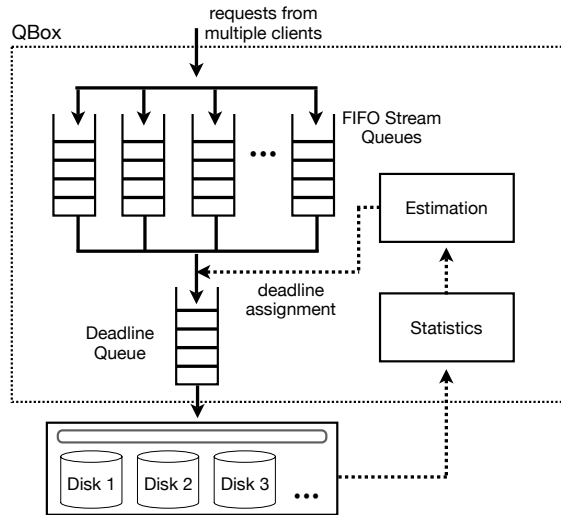 requests from
multiple clients
QBox
FIFO Stream
Queues
•••
Estimation
deadline
assignment
Deadline
Queue
Statistics
Disk 1
Disk 2
Disk 3
•••